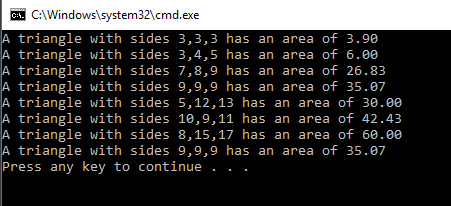 C:\Windows\system32\cmd.exe
A triangle with sides 3,3,3 has an area of 3.90
A triangle with sides 3,4,5 has an area of 6.00
A triangle with sides 7,8,9 has an area of 26.83
A triangle with sides 9,9,9 has an area of 35.07
A triangle with sides 5,12,13 has an area of 30.00
A triangle with sides 10,9,11 has an area of 42.43
A triangle with sides 8,15,17 has an area of 60.00
A triangle with sides 9,9,9 has an area of 35.07
Press any key to continue . . .